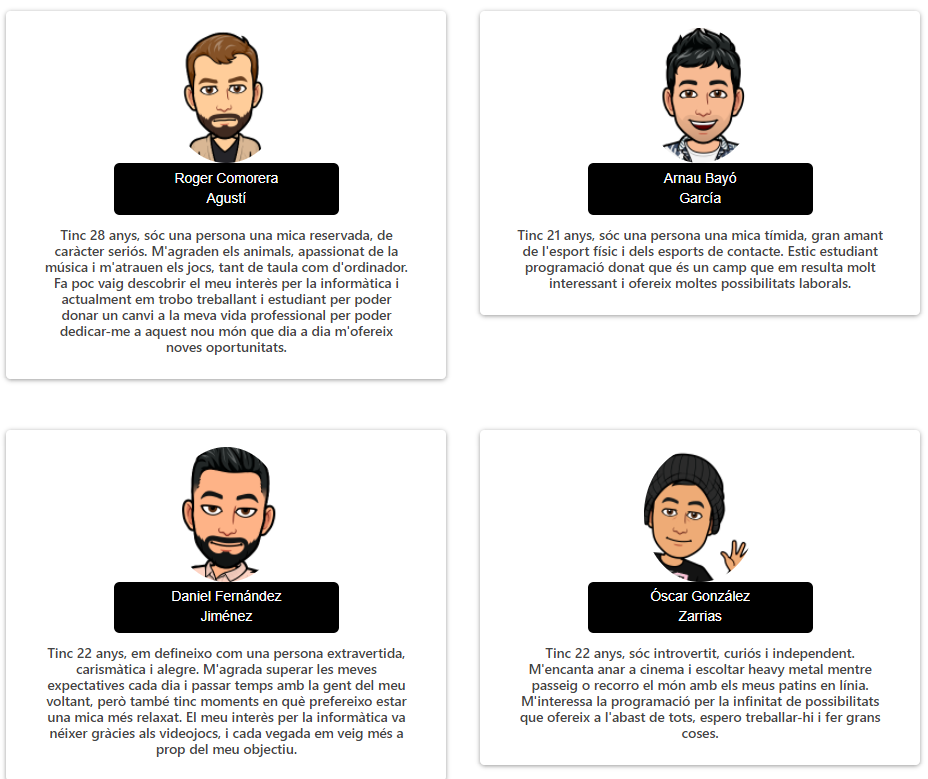 Roger Comorera
Agustí
Tinc 28 anys, sóc una persona una mica reservada, de
caràcter seriós. M'agraden els animals, apassionat de la
música i m'atrauen els jocs, tant de taula com d'ordinador.
Fa poc vaig descobrir el meu interès per la informàtica i
actualment em trobo treballant i estudiant per poder
donar un canvi a la meva vida professional per poder
dedicar-me a aquest nou món que dia a dia m'ofereix
noves oportunitats.
Arnau Bayó
García
Tinc 21 anys, sóc una persona una mica tímida, gran amant
de l'esport físic i dels esports de contacte. Estic estudiant
programació donat que és un camp que em resulta molt
interessant i ofereix moltes possibilitats laborals.
Daniel Fernández
Jiménez
Tinc 22 anys, em defineixo com una persona extravertida,
carismàtica i alegre. M'agrada superar les meves
expectatives cada dia i passar temps amb la gent del meu
voltant, però també tinc moments en què prefereixo estar
una mica més relaxat. El meu interès per la informàtica va
néixer gràcies als videojocs, i cada vegada em veig més a
prop del meu objectiu.
Óscar González
Zarrias
Tinc 22 anys, sóc introvertit, curiós i independent.
M'encanta anar a cinema i escoltar heavy metal mentre
passeig o recorro el món amb els meus patins en línia.
M'interessa la programació per la infinitat de possibilitats
que ofereix a l'abast de tots, espero treballar-hi i fer grans
coses.